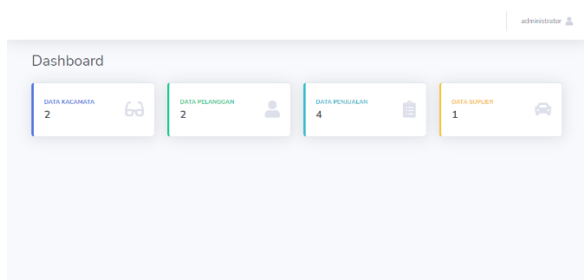 administrator
Dashboard
DATA KACAMATA
2
DATA PELANGGAN
2
DATA PENJUALAN
4
DATA SUPLIER
1